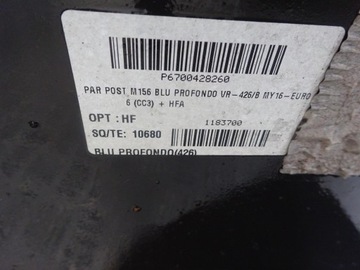 P6700428260
PAR POST M156 BLU PROFONDO VR-426/B MY16-EURO
6 (CC3) + HFA
OPT : HF
1183700
SQ/TE: 10680
BLU PROFONDO(426)